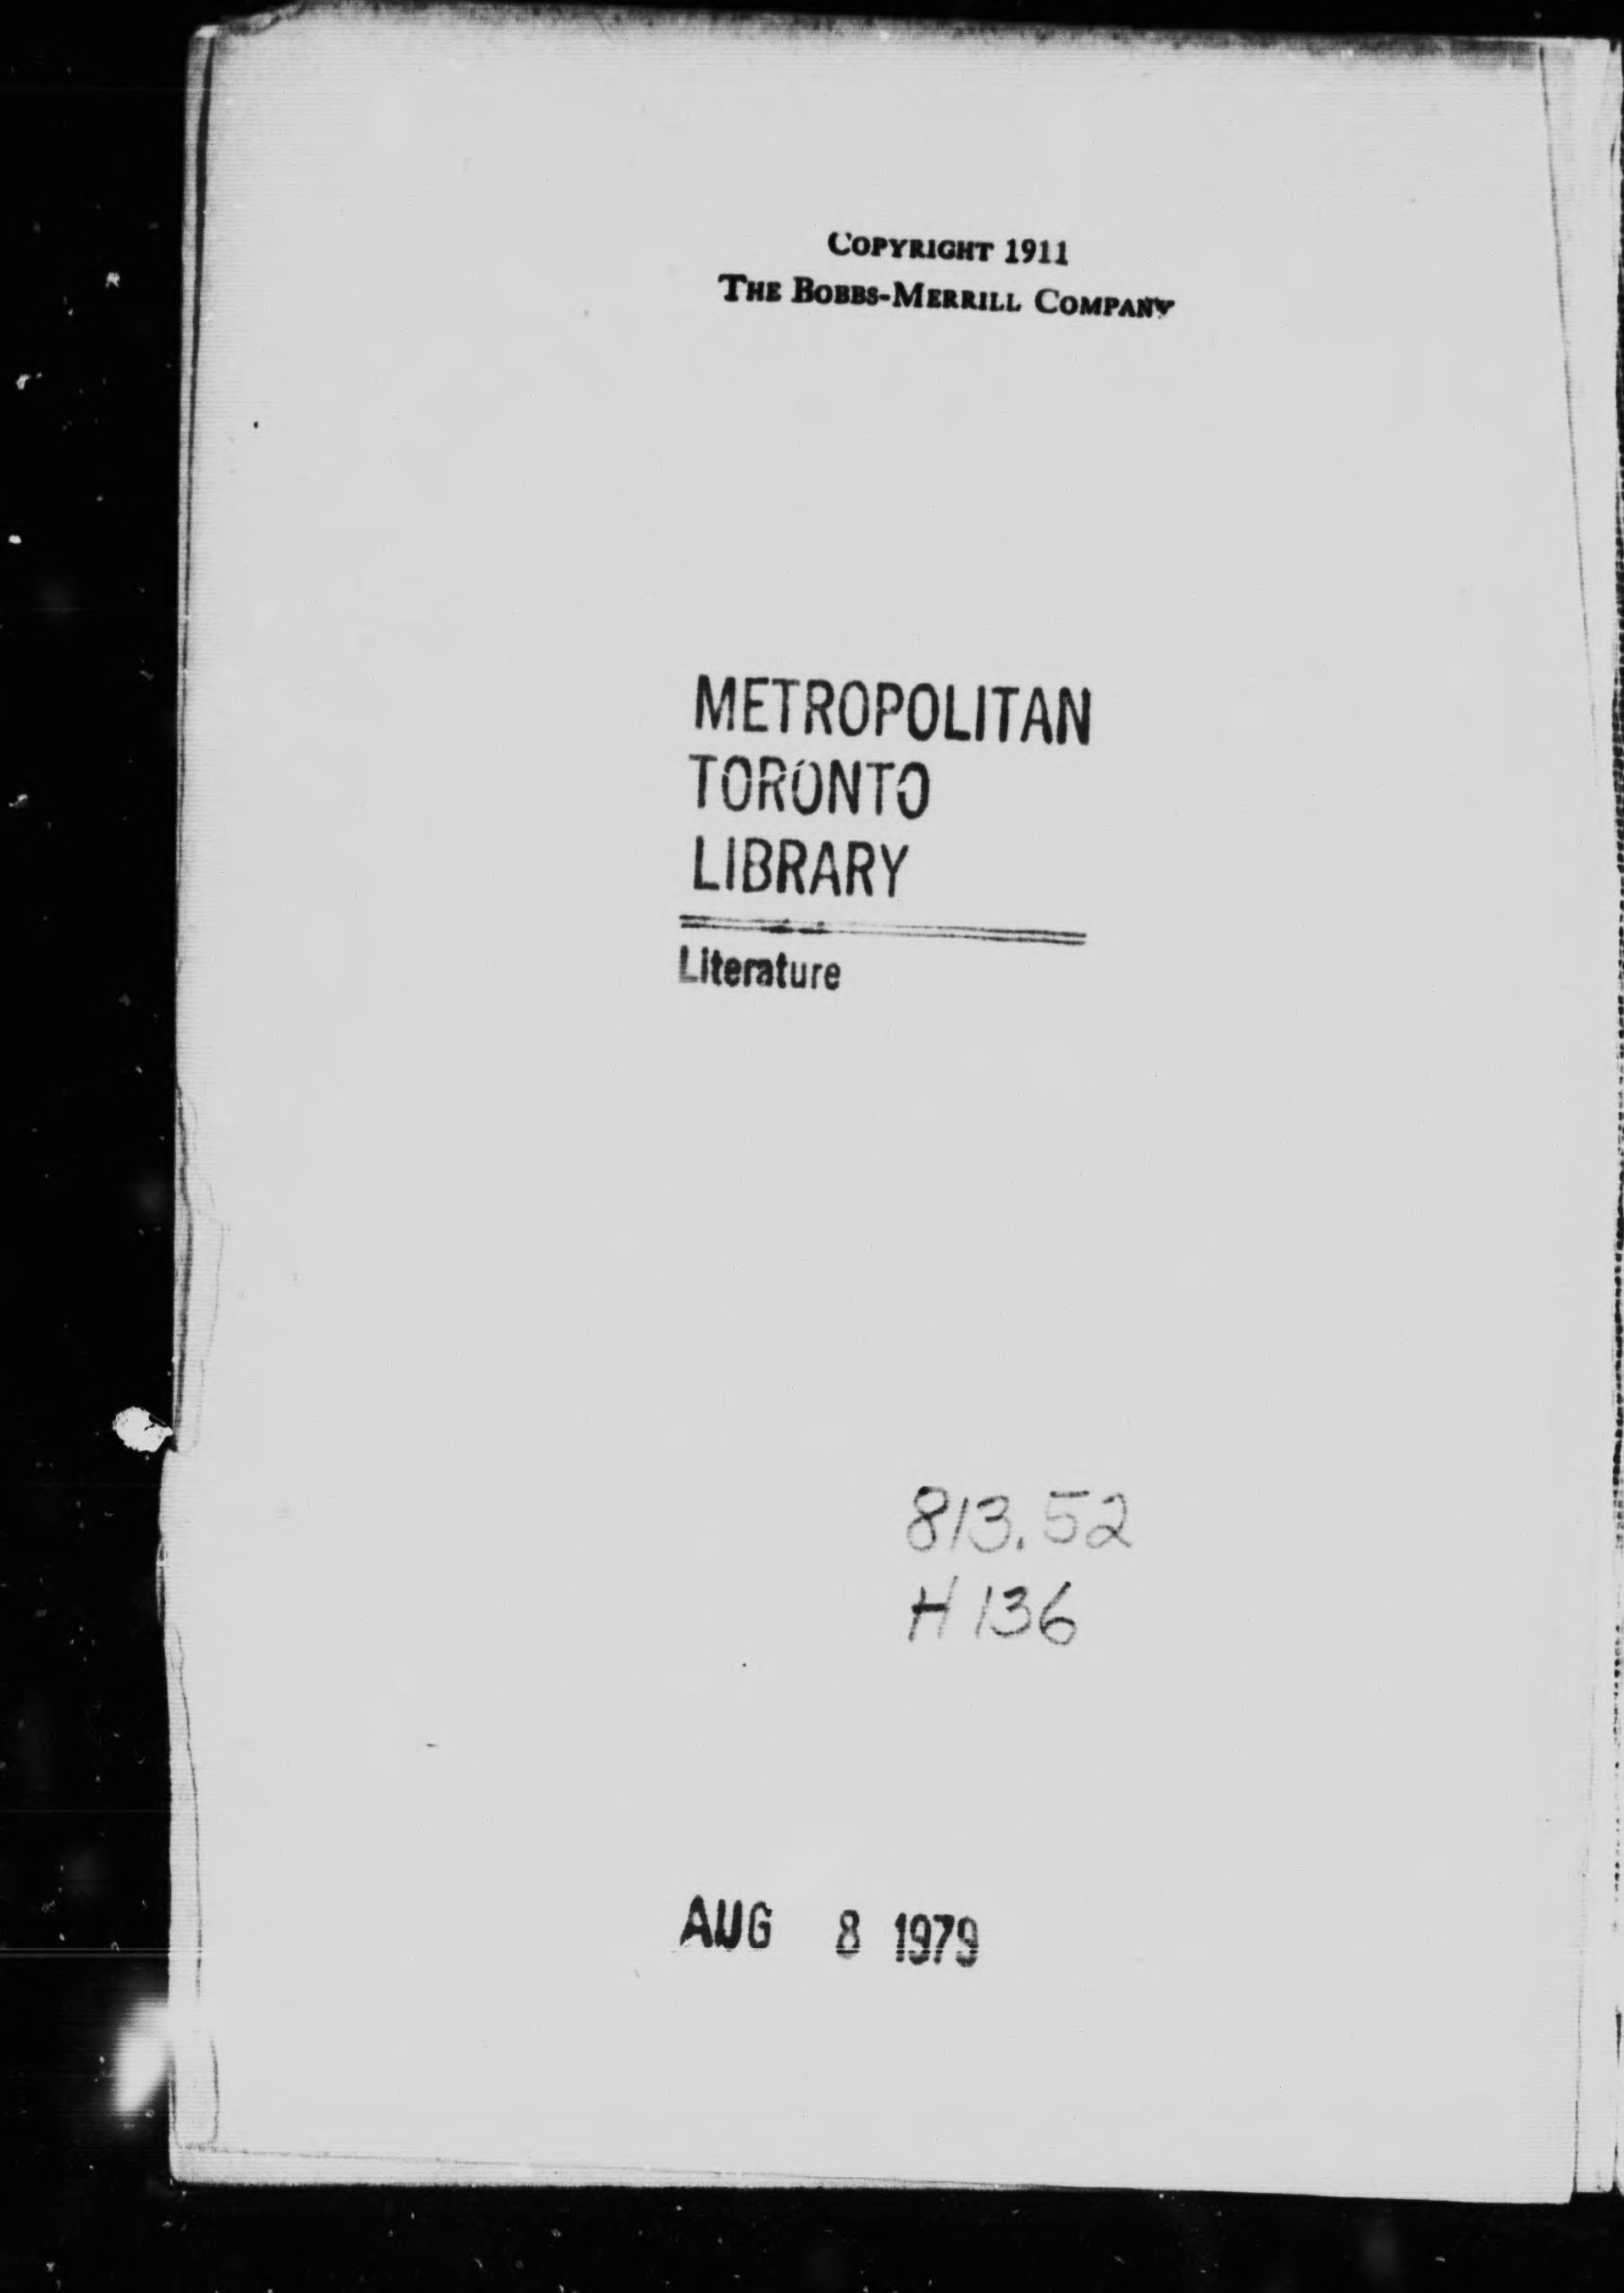 COPYRIGHT 1911
THE BOBBS-MERRILL COMPANY
METROPOLITAN
TORONTO
LIBRARY
Literature
813.52
H136
AUG 8 1979